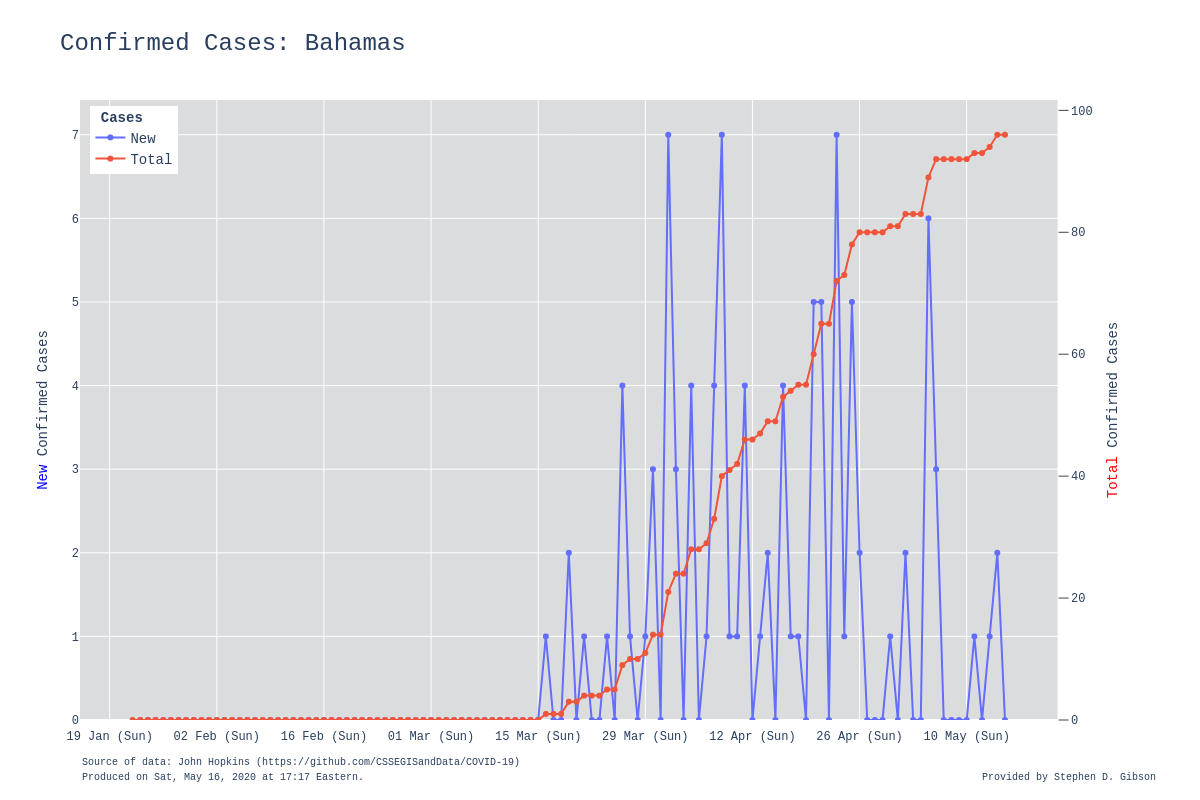 Confirmed Cases: Bahamas
Cases
New
Total
7
6
5
4
3
2
1
0
100
80
60
40
20
0
New Confirmed Cases
Total Confirmed Cases
19 Jan (Sun) 02 Feb (Sun) 16 Feb (Sun) 01 Mar (Sun) 15 Mar (Sun) 29 Mar (Sun) 12 Apr (Sun) 26 Apr (Sun) 10 May (Sun)
Source of data: John Hopkins (https://github.com/CSSEGISandData/COVID-19)
Produced on Sat, May 16, 2020 at 17:17 Eastern.
Provided by Stephen D. Gibson